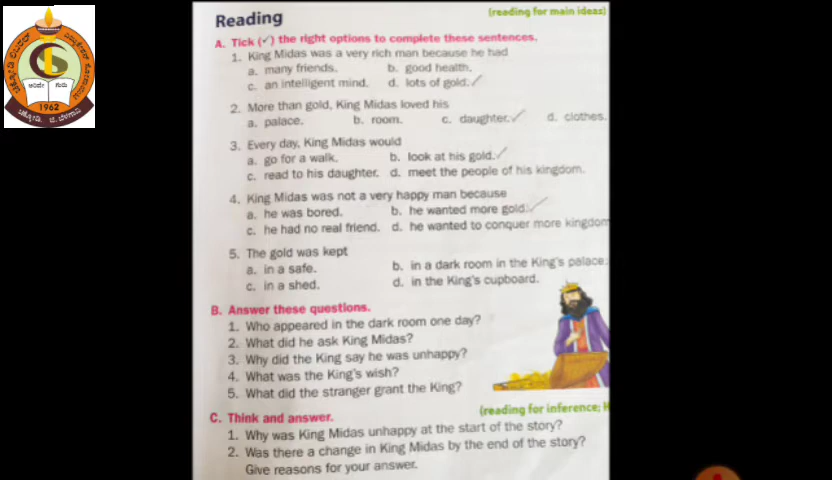 Reading
(reading for main ideas)
A. Tick (✓) the right options to complete these sentences.
1. King Midas was a very rich man because he had
a. many friends. b. good health.
c. an intelligent mind. d. lots of gold.✓
2. More than gold, King Midas loved his
a. palace. b. room. c. daughter.✓ d. clothes.
3. Every day, King Midas would
a. go for a walk. b. look at his gold.✓
c. read to his daughter. d. meet the people of his kingdom.
4. King Midas was not a very happy man because
a. he was bored. b. he wanted more gold.✓
c. he had no real friend. d. he wanted to conquer more kingdom
5. The gold was kept
a. in a safe. b. in a dark room in the King's palace.
c. in a shed. d. in the King's cupboard.
B. Answer these questions.
1. Who appeared in the dark room one day?
2. What did he ask King Midas?
3. Why did the King say he was unhappy?
4. What was the King's wish?
5. What did the stranger grant the King?
(reading for inference; H
C. Think and answer.
1. Why was King Midas unhappy at the start of the story?
2. Was there a change in King Midas by the end of the story?
Give reasons for your answer.
1962